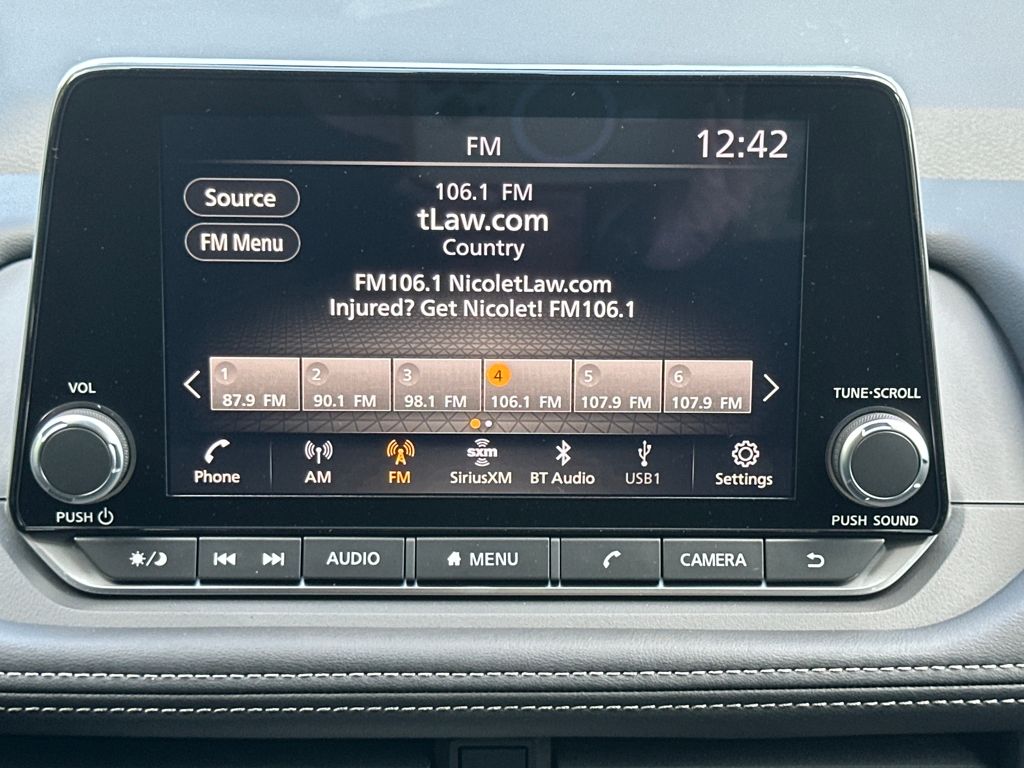 FM
12:42
Source
106.1 FM
tLaw.com
FM Menu
Country
FM106.1 NicoletLaw.com
Injured? Get Nicolet! FM106.1
1 2 3 4 5 6
87.9 FM 90.1 FM 98.1 FM 106.1 FM 107.9 FM 107.9 FM
VOL
TUNE•SCROLL
sxm
Phone AM FM SiriusXM BT Audio USB1 Settings
PUSH
PUSH SOUND
AUDIO MENU CAMERA